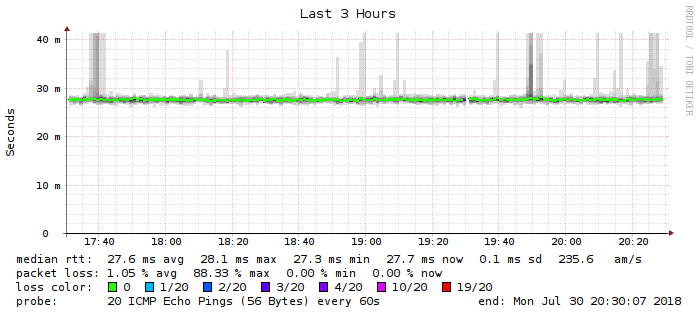 Last 3 Hours
RRDTOOL / TOBI OETIKER
Seconds
40 m
30 m
20 m
10 m
0
17:40 18:00 18:20 18:40 19:00 19:20 19:40 20:00 20:20
median rtt: 27.6 ms avg 28.1 ms max 27.3 ms min 27.7 ms now 0.1 ms sd 235.6 am/s
packet loss: 1.05 % avg 88.33 % max 0.00 % min 0.00 % now
loss color: 0 1/20 2/20 3/20 4/20 10/20 19/20
probe: 20 ICMP Echo Pings (56 Bytes) every 60s end: Mon Jul 30 20:30:07 2018